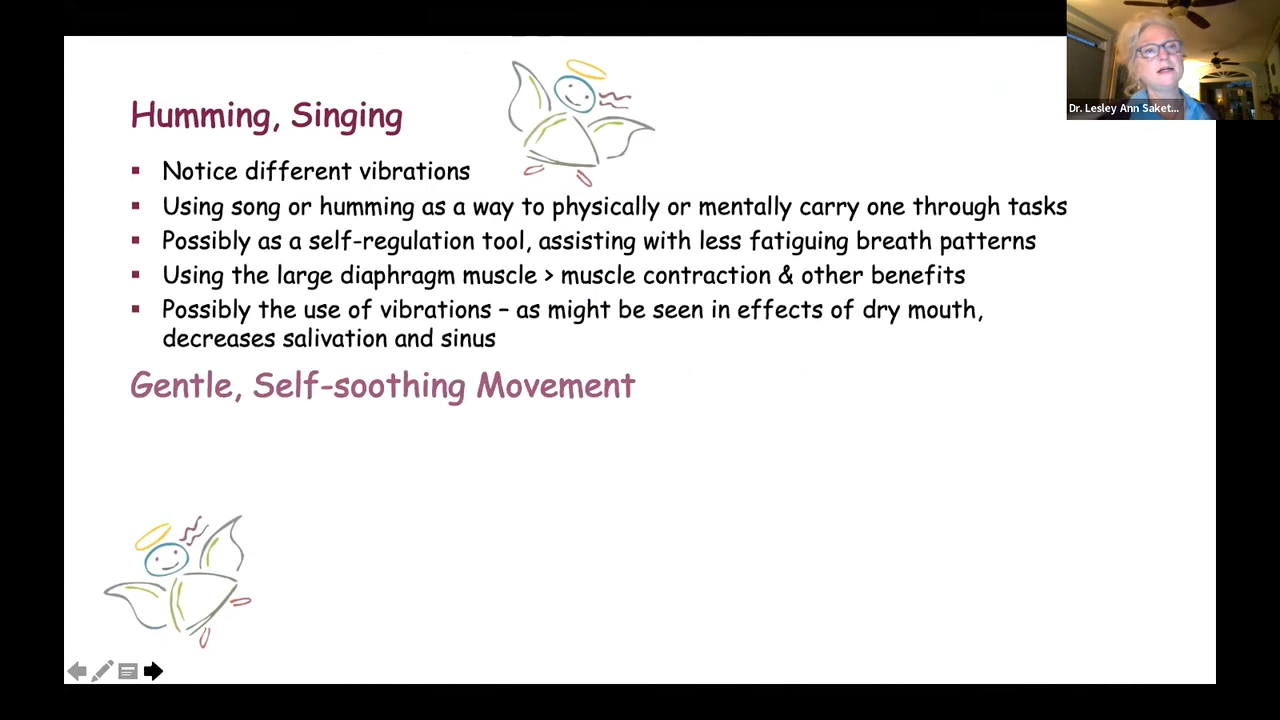 Dr. Lesley Ann Saket...
Humming, Singing
▪ Notice different vibrations
▪ Using song or humming as a way to physically or mentally carry one through tasks
▪ Possibly as a self-regulation tool, assisting with less fatiguing breath patterns
▪ Using the large diaphragm muscle > muscle contraction & other benefits
▪ Possibly the use of vibrations – as might be seen in effects of dry mouth,
decreases salivation and sinus
Gentle, Self-soothing Movement